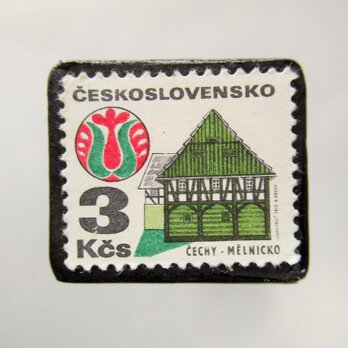 ČESKOSLOVENSKO
3
Kčs
ČECHY - MĚLNICKO